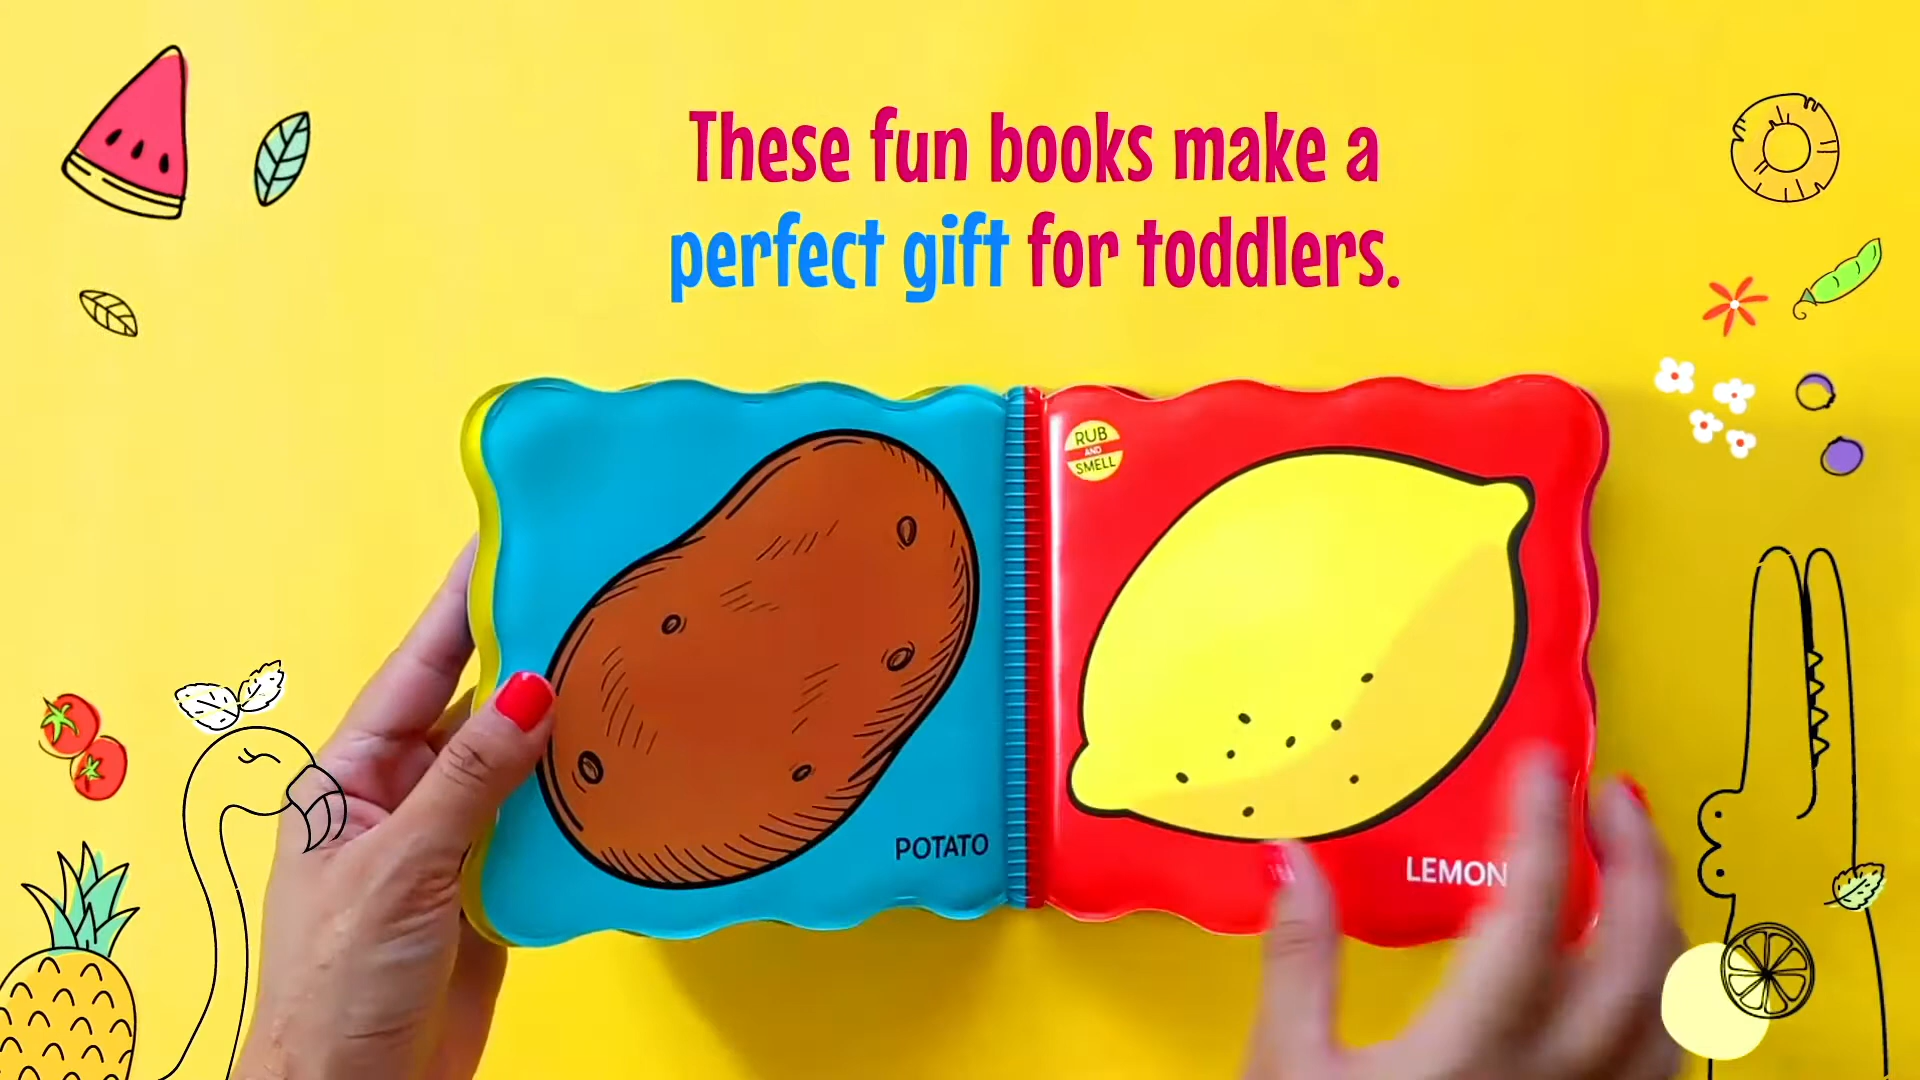 These fun books make a
perfect gift for toddlers.
RUB
AND
SMELL
POTATO
LEMON